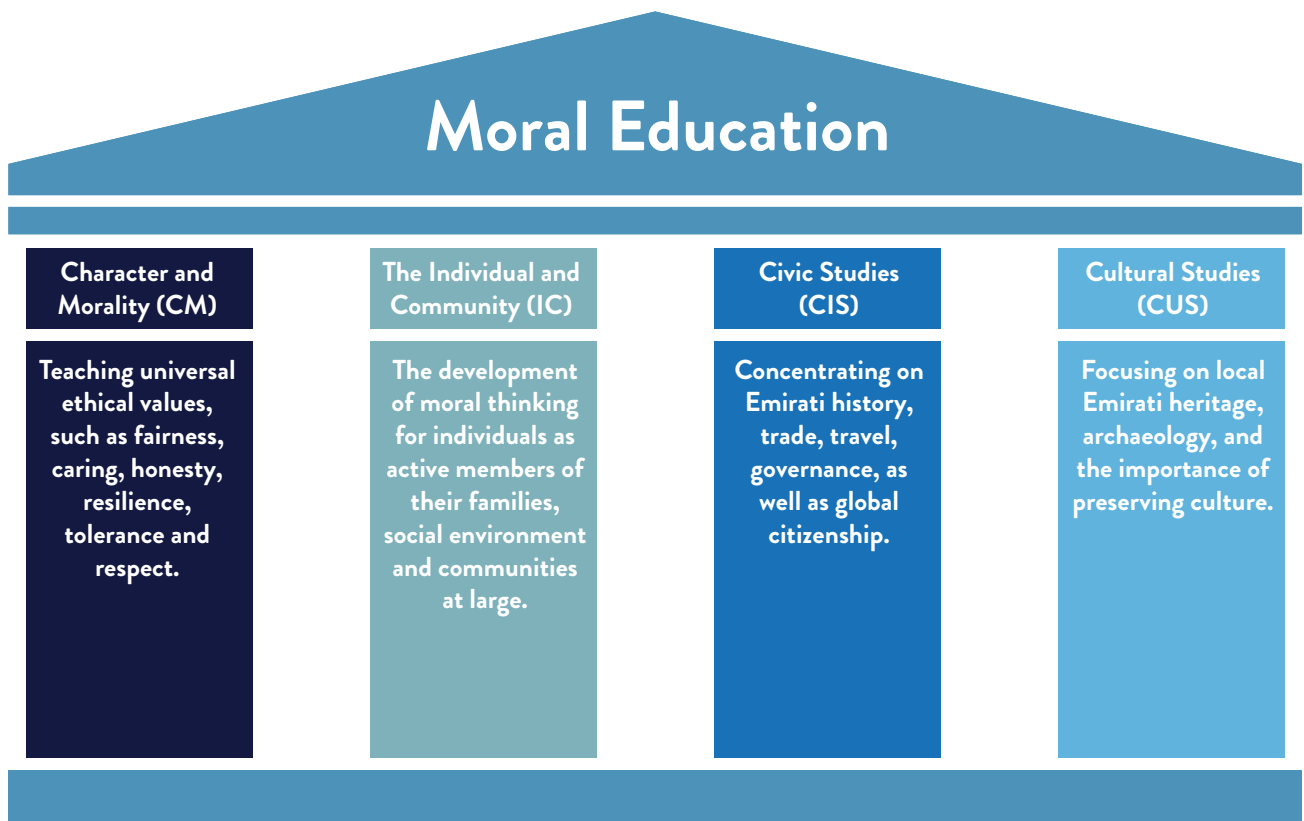 Moral Education
Character and
Morality (CM)
Teaching universal
ethical values,
such as fairness,
caring, honesty,
resilience,
tolerance and
respect.
The Individual and
Community (IC)
The development
of moral thinking
for individuals as
active members of
their families,
social environment
and communities
at large.
Civic Studies
(CIS)
Concentrating on
Emirati history,
trade, travel,
governance, as
well as global
citizenship.
Cultural Studies
(CUS)
Focusing on local
Emirati heritage,
archaeology, and
the importance of
preserving culture.